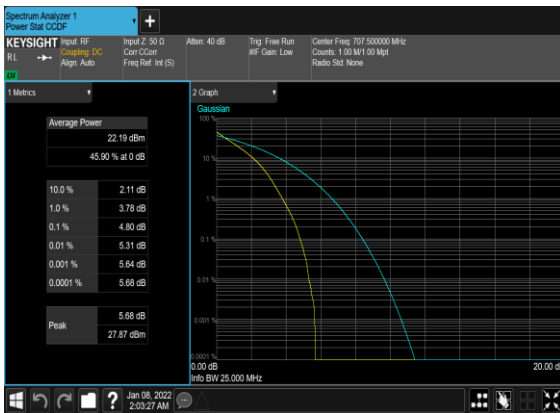 Spectrum Analyzer 1
Power Stat CCDF
KEYSIGHT
RL
LV
Input: RF
Coupling: DC
Align: Auto
Input Z: 50 Ω
Corr CCorr
Freq Ref: Int (S)
Atten: 40 dB
Trig: Free Run
#IF Gain: Low
Center Freq: 707.500000 MHz
Counts: 1.00 M/1.00 Mpt
Radio Std: None
1 Metrics
Average Power
22.19 dBm
45.90 % at 0 dB
10.0 % 2.11 dB
1.0 % 3.78 dB
0.1 % 4.80 dB
0.01 % 5.31 dB
0.001 % 5.64 dB
0.0001 % 5.68 dB
Peak
5.68 dB
27.87 dBm
2 Graph
Gaussian
100 %
10 %
1 %
0.1 %
0.01 %
0.001 %
0.0001 %
0.00 dB
20.00 d
Info BW 25.000 MHz
?
Jan 08, 2022
2:03:27 AM